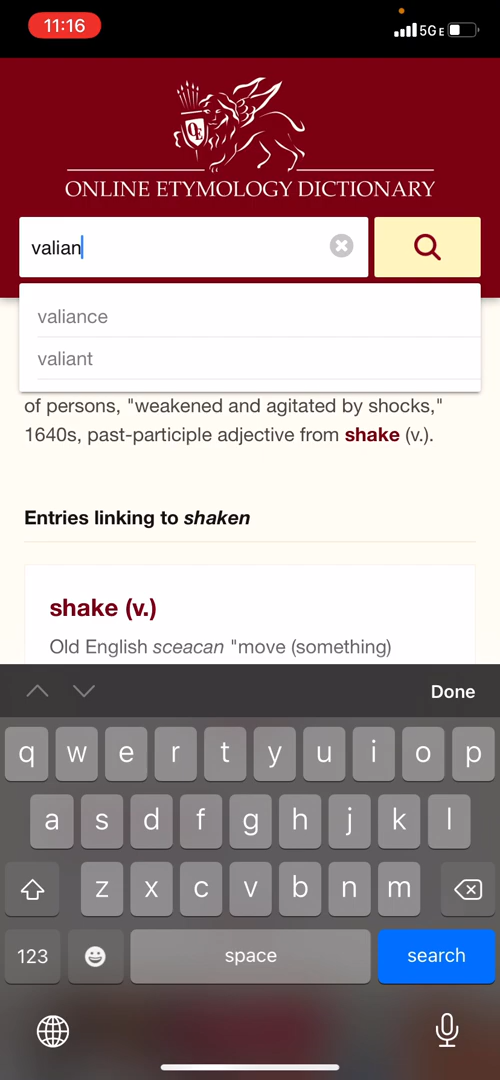 11:16
5G E
OE
ONLINE ETYMOLOGY DICTIONARY
valian
valiance
valiant
of persons, "weakened and agitated by shocks,"
1640s, past-participle adjective from shake (v.).
Entries linking to shaken
shake (v.)
Old English sceacan "move (something)
Done
q w e r t y u i o p
a s d f g h j k l
z x c v b n m
123 space search